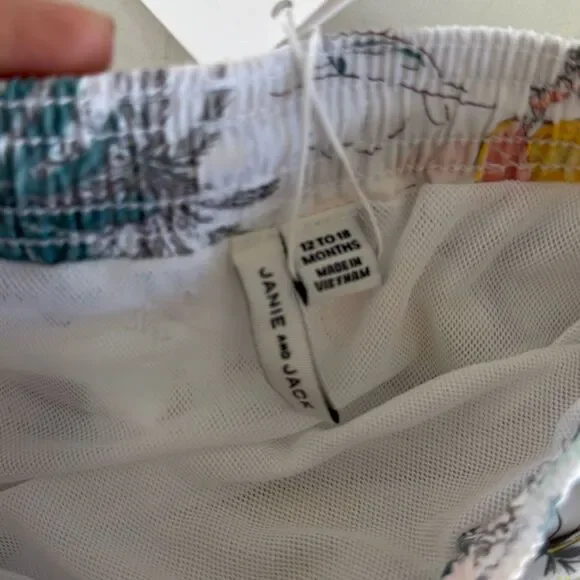 JANIE AND JACK
12 TO 18
MONTHS
MADE IN
VIETNAM